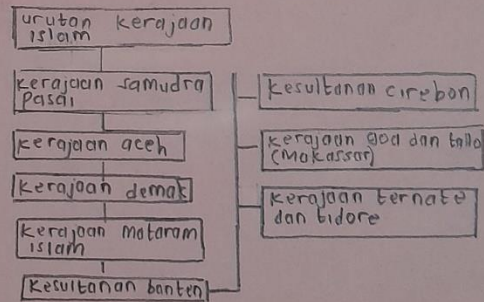 urutan kerajaan
islam
kerajaan samudra
pasai
kerajaan aceh
kerajaan demak
kerajaan mataram
islam
kesultanan banten
kesultanan cirebon
kerajaan goa dan tallo
(makassar)
kerajaan ternate
dan tidore